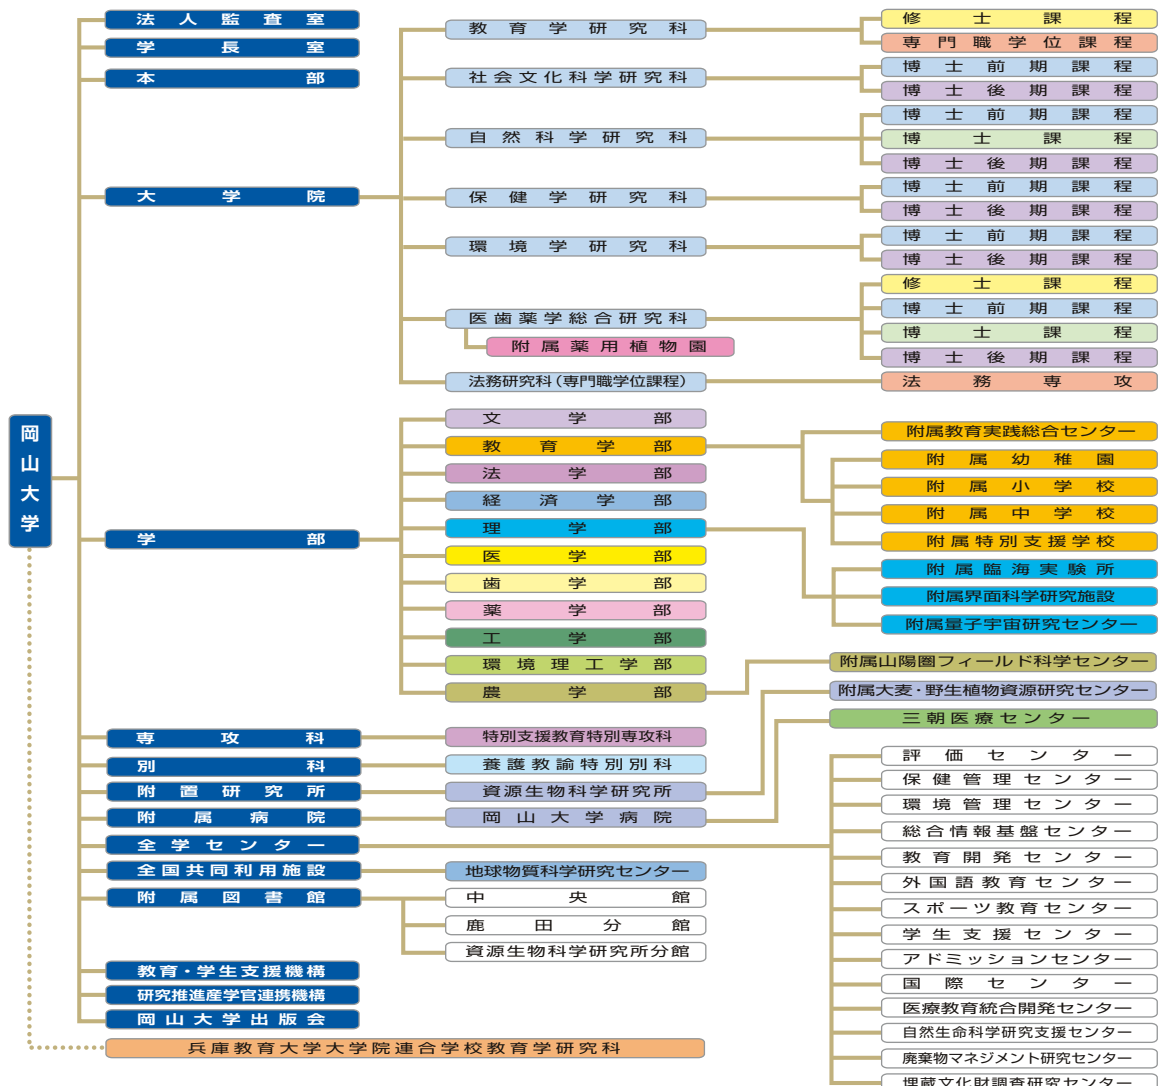 岡山大学
法人監査室
学長室
本部
大学院
教育学研究科
修士課程
専門職学位課程
社会文化科学研究科
博士前期課程
博士後期課程
自然科学研究科
博士前期課程
博士課程
博士後期課程
保健学研究科
博士前期課程
博士後期課程
環境学研究科
博士前期課程
博士後期課程
医歯薬学総合研究科
附属薬用植物園
修士課程
博士前期課程
博士課程
博士後期課程
法務研究科(専門職学位課程)
法務専攻
学部
文学部
教育学部
附属教育実践総合センター
附属幼稚園
附属小学校
附属中学校
附属特別支援学校
法学部
経済学部
理学部
附属臨海実験所
附属界面科学研究施設
附属量子宇宙研究センター
医学部
歯学部
薬学部
工学部
環境理工学部
農学部
附属山陽圏フィールド科学センター
専攻科
特別支援教育特別専攻科
別科
養護教諭特別別科
附置研究所
資源生物科学研究所
附属大麦・野生植物資源研究センター
附属病院
岡山大学病院
三朝医療センター
全学センター
評価センター
保健管理センター
環境管理センター
総合情報基盤センター
教育開発センター
外国語教育センター
スポーツ教育センター
学生支援センター
アドミッションセンター
国際センター
医療教育統合開発センター
自然生命科学研究支援センター
廃棄物マネジメント研究センター
埋蔵文化財調査研究センター
全国共同利用施設
地球物質科学研究センター
附属図書館
中央館
鹿田分館
資源生物科学研究所分館
教育・学生支援機構
研究推進産学官連携機構
岡山大学出版会
兵庫教育大学大学院連合学校教育学研究科